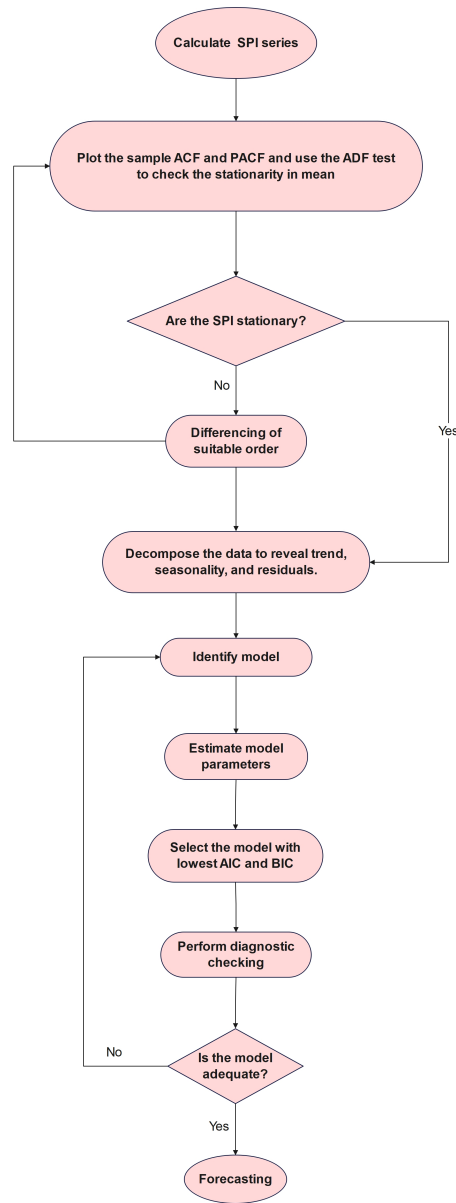 Calculate  SPI series
Plot the sample ACF and PACF and use the ADF test
to check the stationarity in mean
Are the SPI stationary?
No
Yes
Differencing of
suitable order
Decompose the data to reveal trend,
seasonality, and residuals.
Identify model
Estimate model
parameters
Select the model with
lowest AIC and BIC
Perform diagnostic
checking
No
Is the model
adequate?
Yes
Forecasting